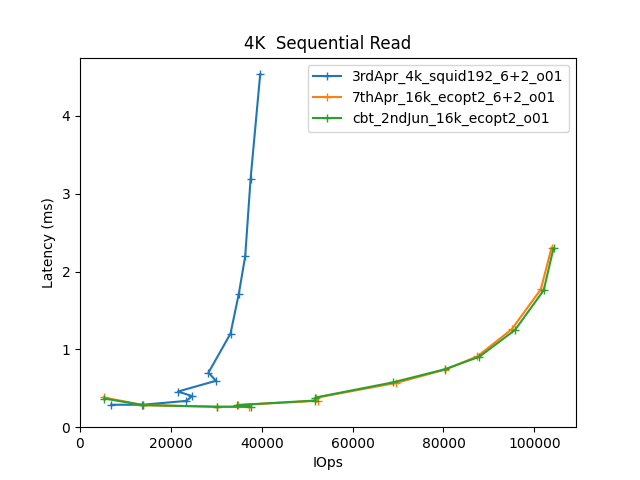 4K  Sequential Read
3rdApr_4k_squid192_6+2_o01
7thApr_16k_ecopt2_6+2_o01
cbt_2ndJun_16k_ecopt2_o01
Latency (ms)
4
3
2
1
0
0 20000 40000 60000 80000 100000
IOps